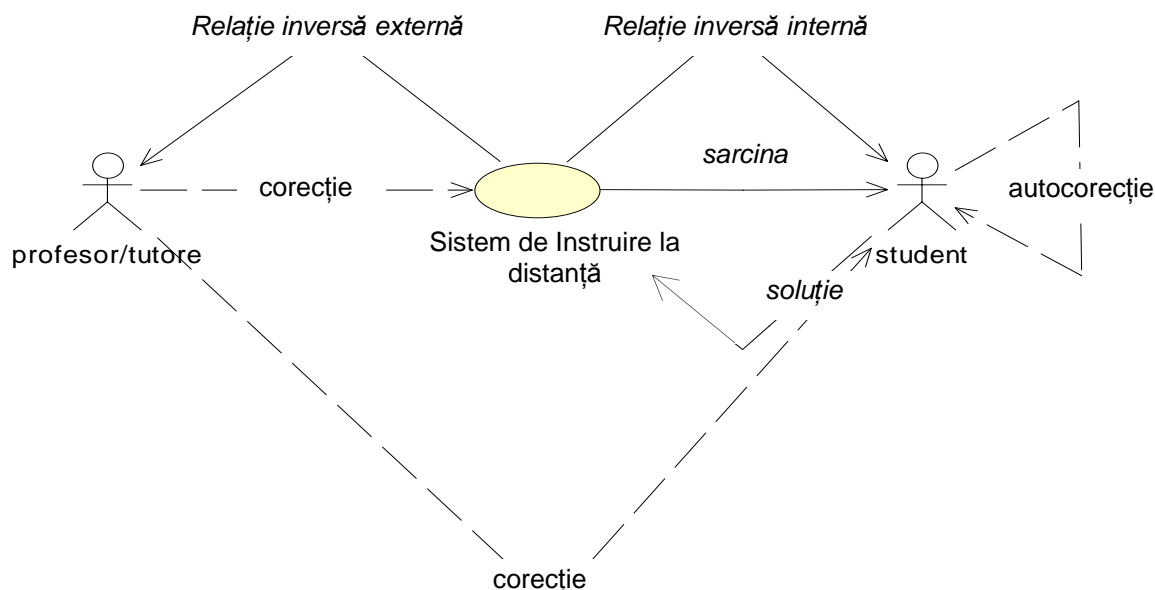 Relație inversă externă
Relație inversă internă
sarcina
corecție
autocorecție
profesor/tutore
Sistem de Instruire la
distanță
student
soluție
corecție